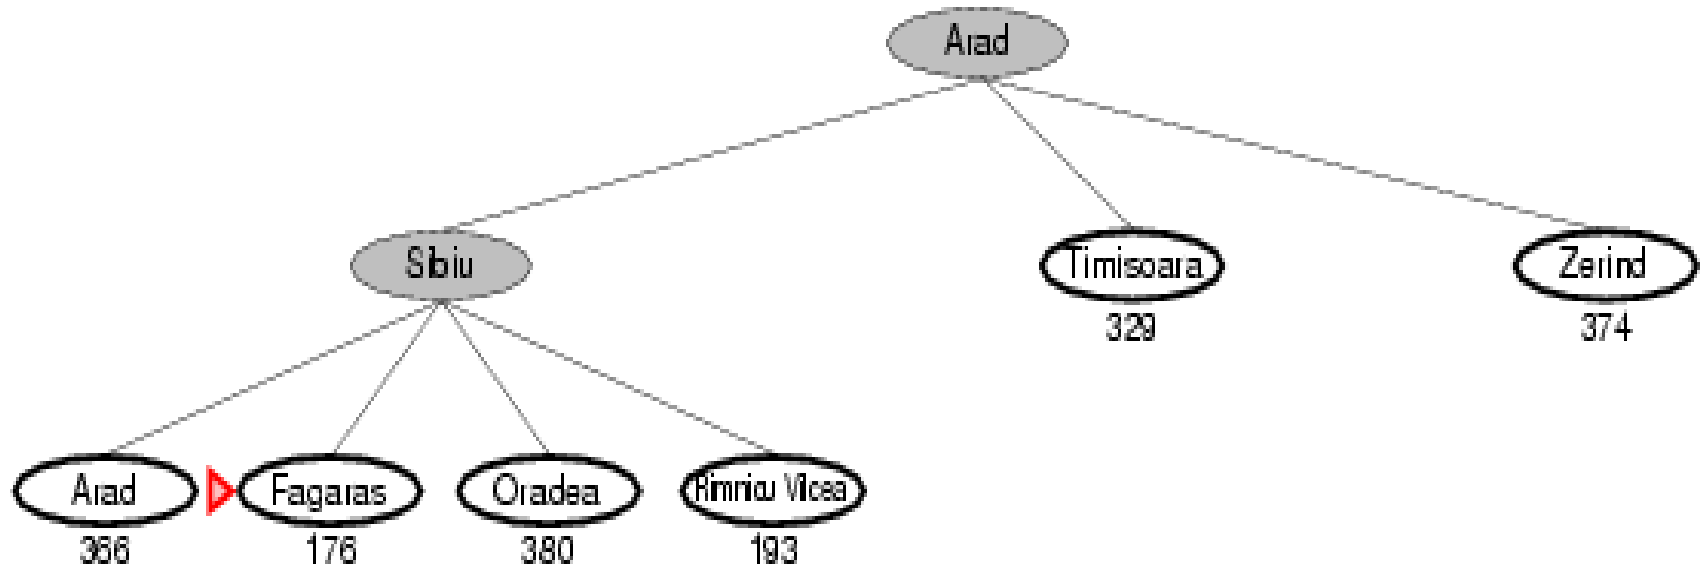 Arad
Sibiu
Timisoara
Zerind
329
374
Arad
Fagaras
Oradea
Rimnicu Vilcea
366
176
380
193